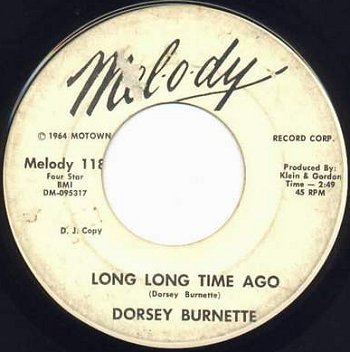 Melody
© 1964 MOTOWN RECORD CORP.
Melody 118
Four Star
BMI
DM-095317
Produced By:
Klein & Gordon
Time — 2:49
45 RPM
D. J. Copy
LONG LONG TIME AGO
(Dorsey Burnette)
DORSEY BURNETTE